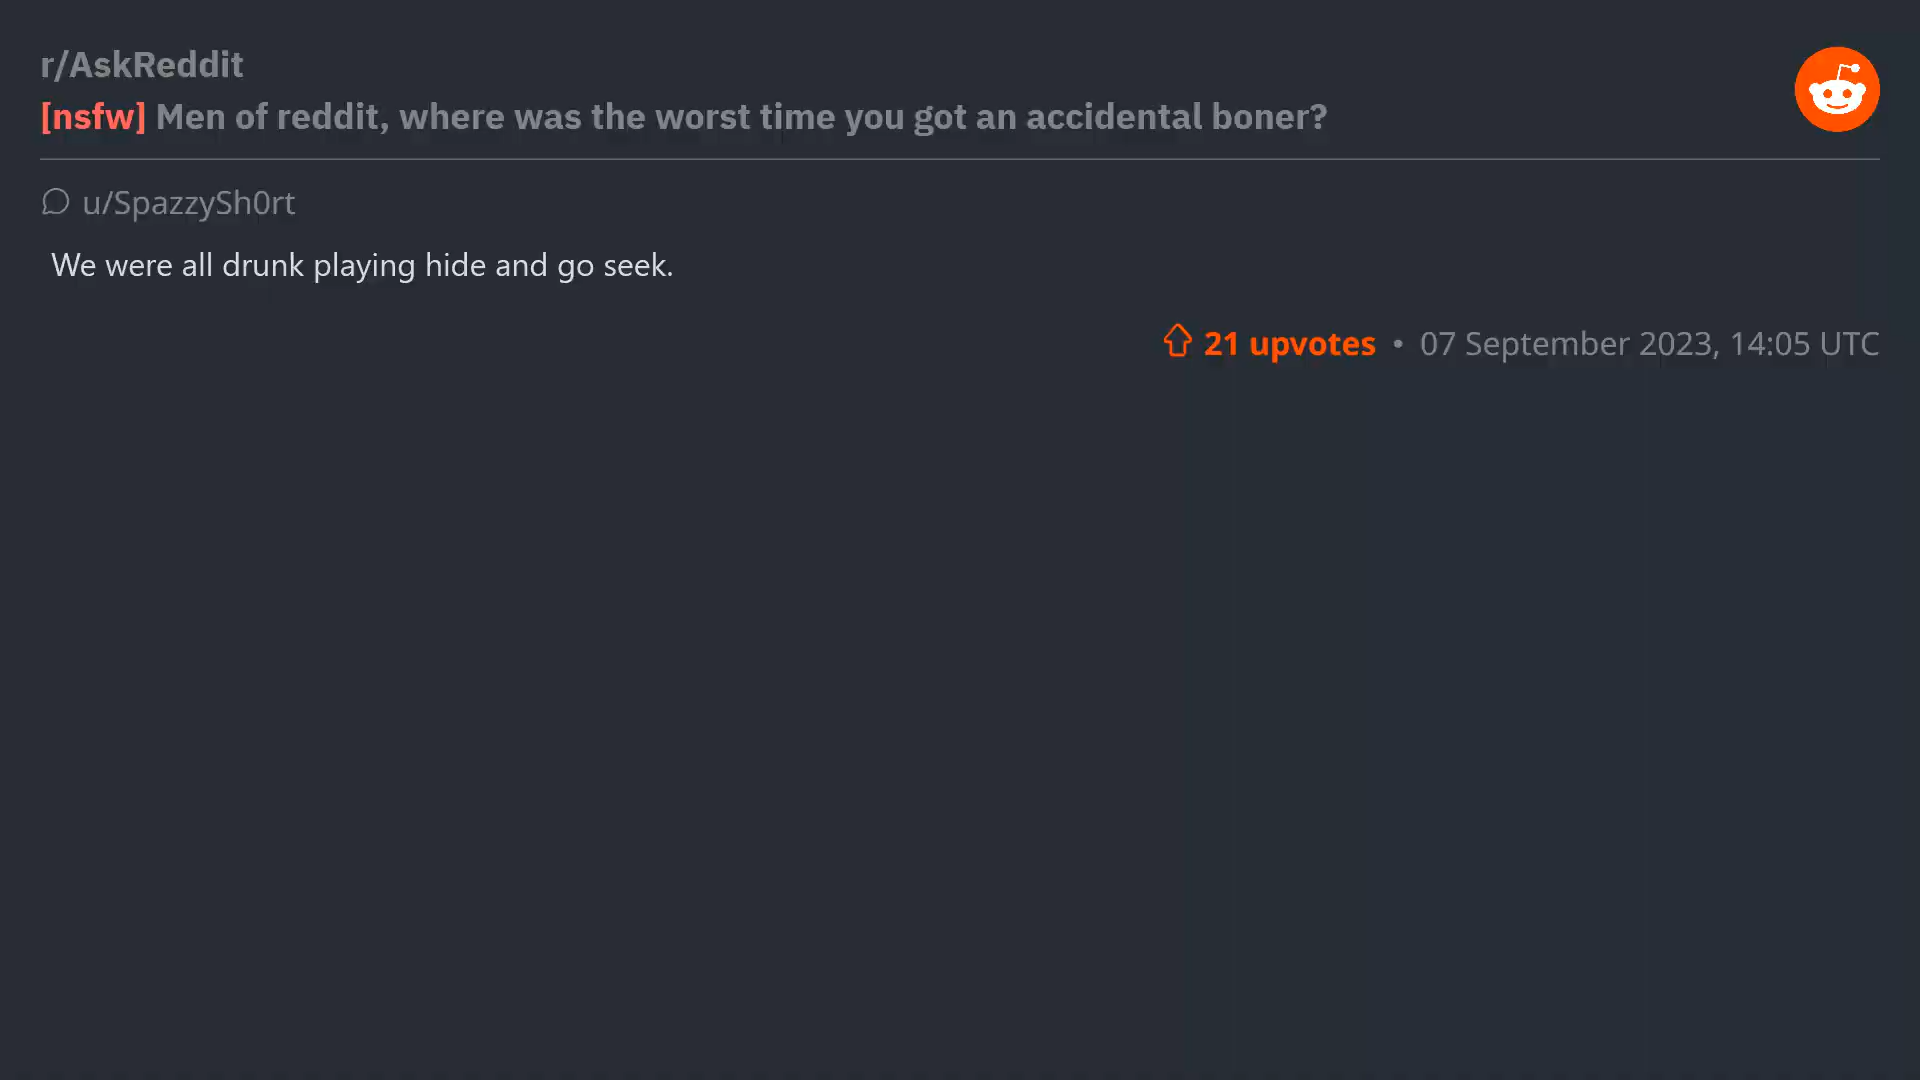 r/AskReddit
[nsfw] Men of reddit, where was the worst time you got an accidental boner?
u/SpazzySh0rt
We were all drunk playing hide and go seek.
21 upvotes • 07 September 2023, 14:05 UTC